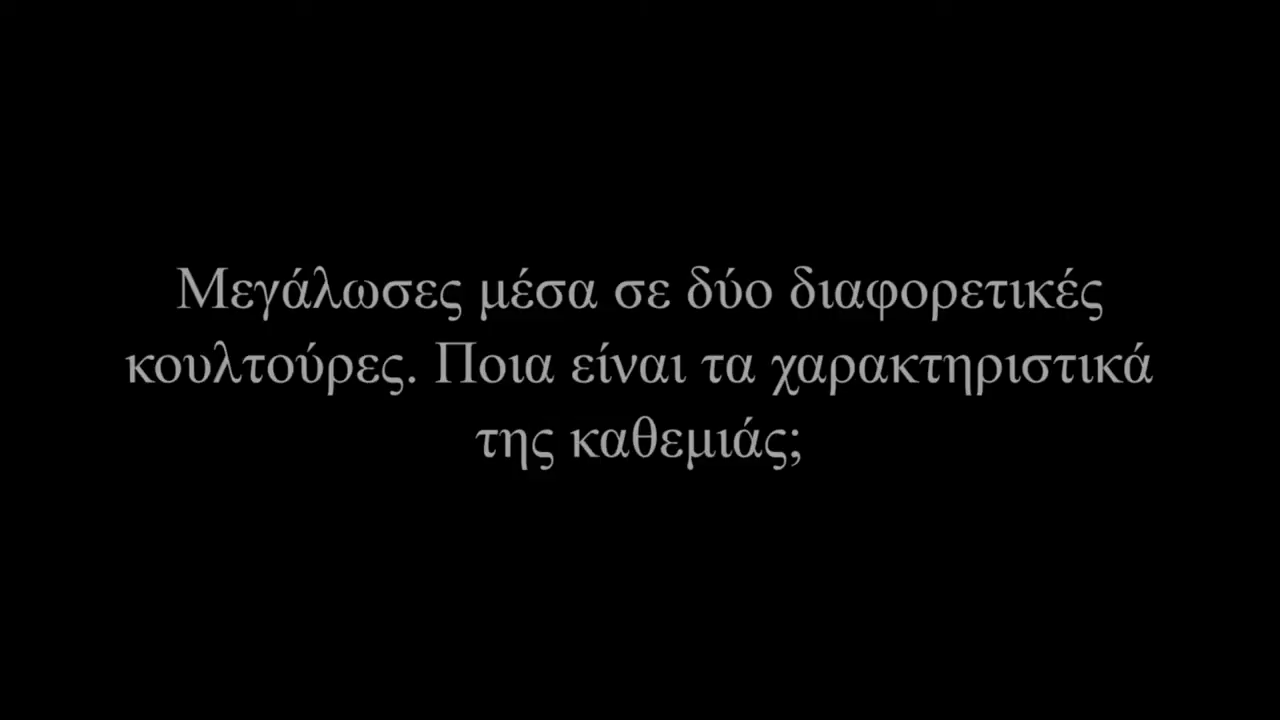 Μεγάλωσες μέσα σε δύο διαφορετικές
κουλτούρες. Ποια είναι τα χαρακτηριστικά
της καθεμιάς;